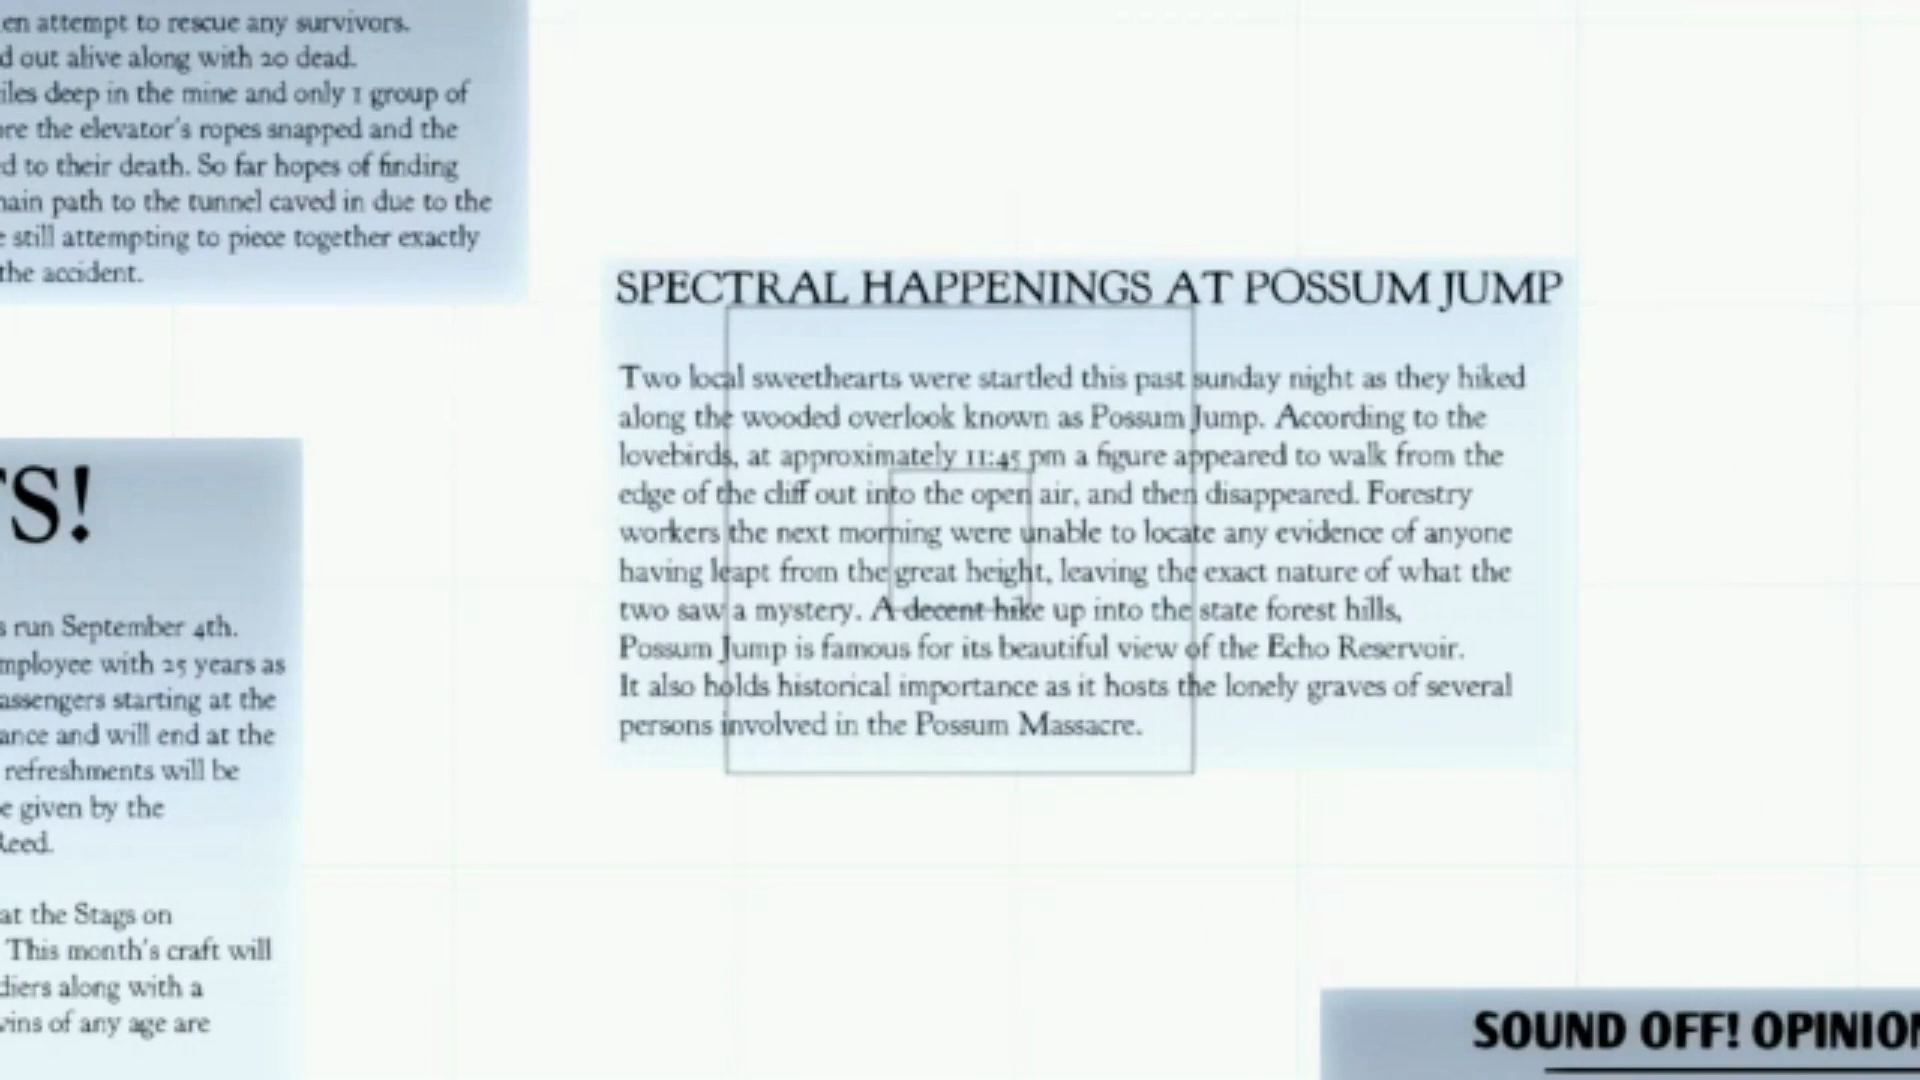 en attempt to rescue any survivors.
d out alive along with 20 dead.
iles deep in the mine and only 1 group of
ore the elevator's ropes snapped and the
d to their death. So far hopes of finding
main path to the tunnel caved in due to the
e still attempting to piece together exactly
the accident.
TS!
s run September 4th.
mployee with 25 years as
assengers starting at the
ance and will end at the
refreshments will be
e given by the
Reed.
at the Stags on
This month's craft will
diers along with a
wins of any age are
SPECTRAL HAPPENINGS AT POSSUM JUMP
Two local sweethearts were startled this past sunday night as they hiked
along the wooded overlook known as Possum Jump. According to the
lovebirds, at approximately 11:45 pm a figure appeared to walk from the
edge of the cliff out into the open air, and then disappeared. Forestry
workers the next morning were unable to locate any evidence of anyone
having leapt from the great height, leaving the exact nature of what the
two saw a mystery. A decent hike up into the state forest hills,
Possum Jump is famous for its beautiful view of the Echo Reservoir.
It also holds historical importance as it hosts the lonely graves of several
persons involved in the Possum Massacre.
SOUND OFF! OPINION